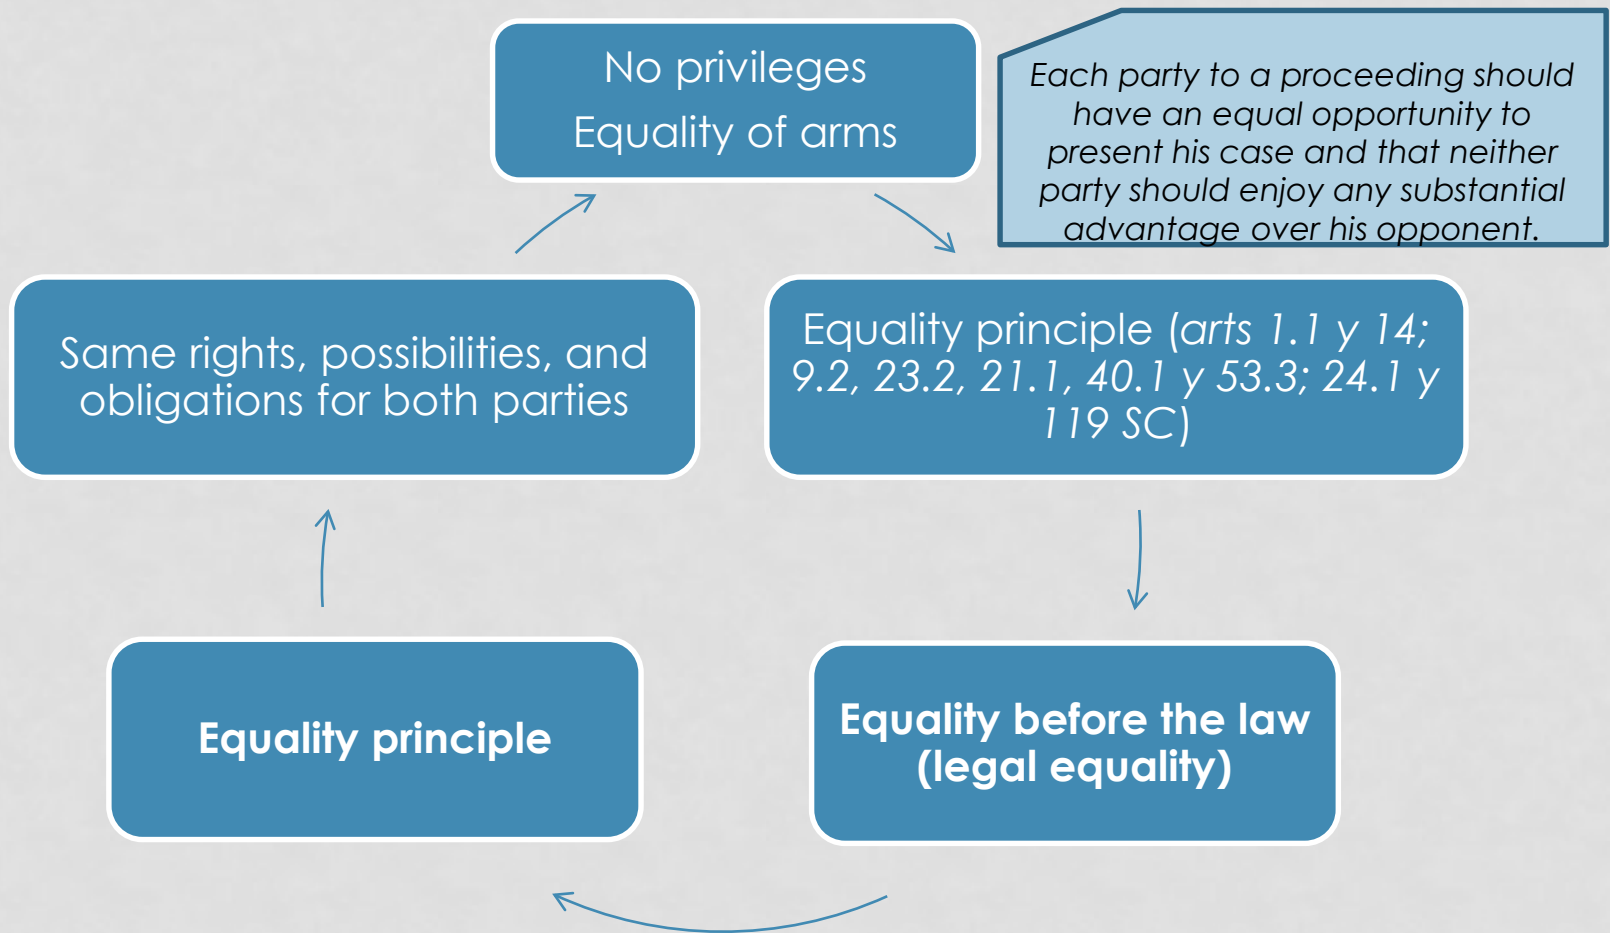 No privileges
Equality of arms
Each party to a proceeding should
have an equal opportunity to
present his case and that neither
party should enjoy any substantial
advantage over his opponent.
Same rights, possibilities, and
obligations for both parties
Equality principle (arts 1.1 y 14;
9.2, 23.2, 21.1, 40.1 y 53.3; 24.1 y
119 SC)
Equality principle
Equality before the law
(legal equality)